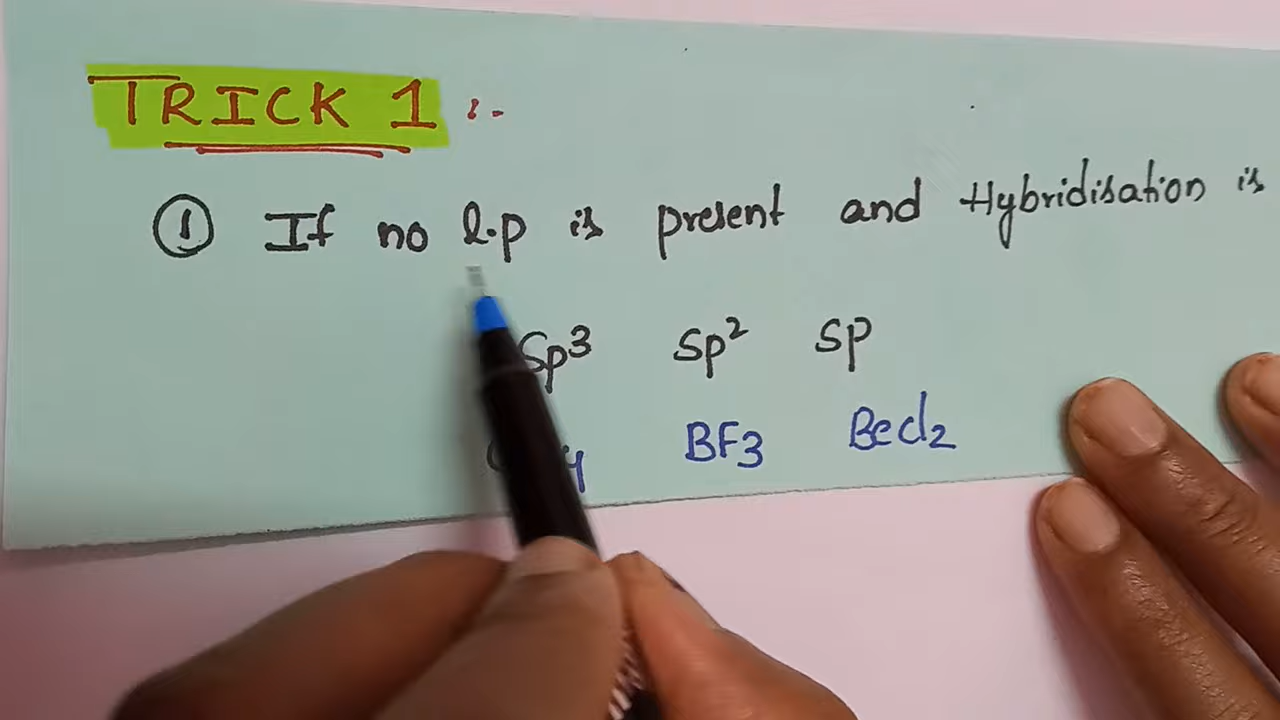 TRICK 1 :-
① If no l.p is present and Hybridisation is
Sp³ Sp² SP
BF3 Becl2